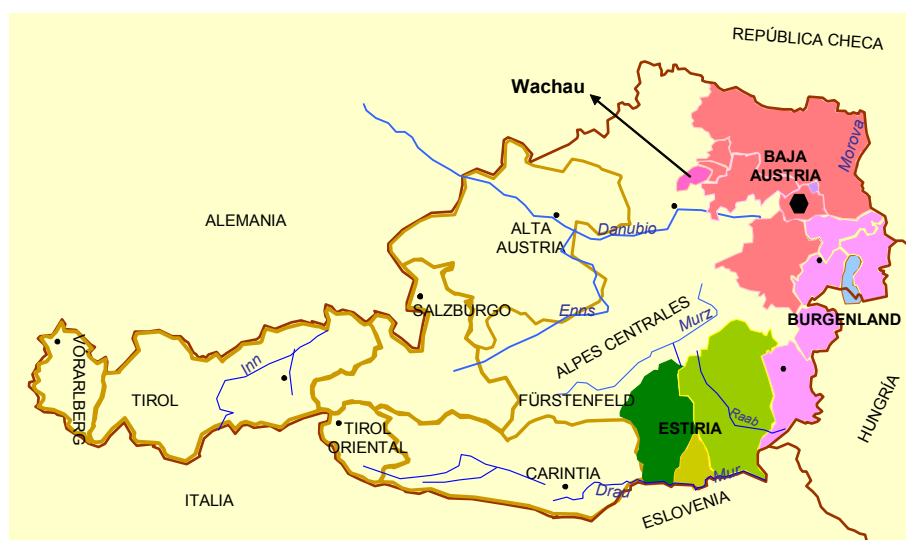 REPÚBLICA CHECA
Wachau
Morova
BAJA
AUSTRIA
ALEMANIA
ALTA
AUSTRIA
Danubio
SALZBURGO
Enns
ALPES CENTRALES
Murz
BURGENLAND
VORARLBERG
Inn
TIROL
FÜRSTENFELD
HUNGRÍA
TIROL
ORIENTAL
ESTIRIA
Raab
CARINTIA
Drau
Mur
ITALIA
ESLOVENIA